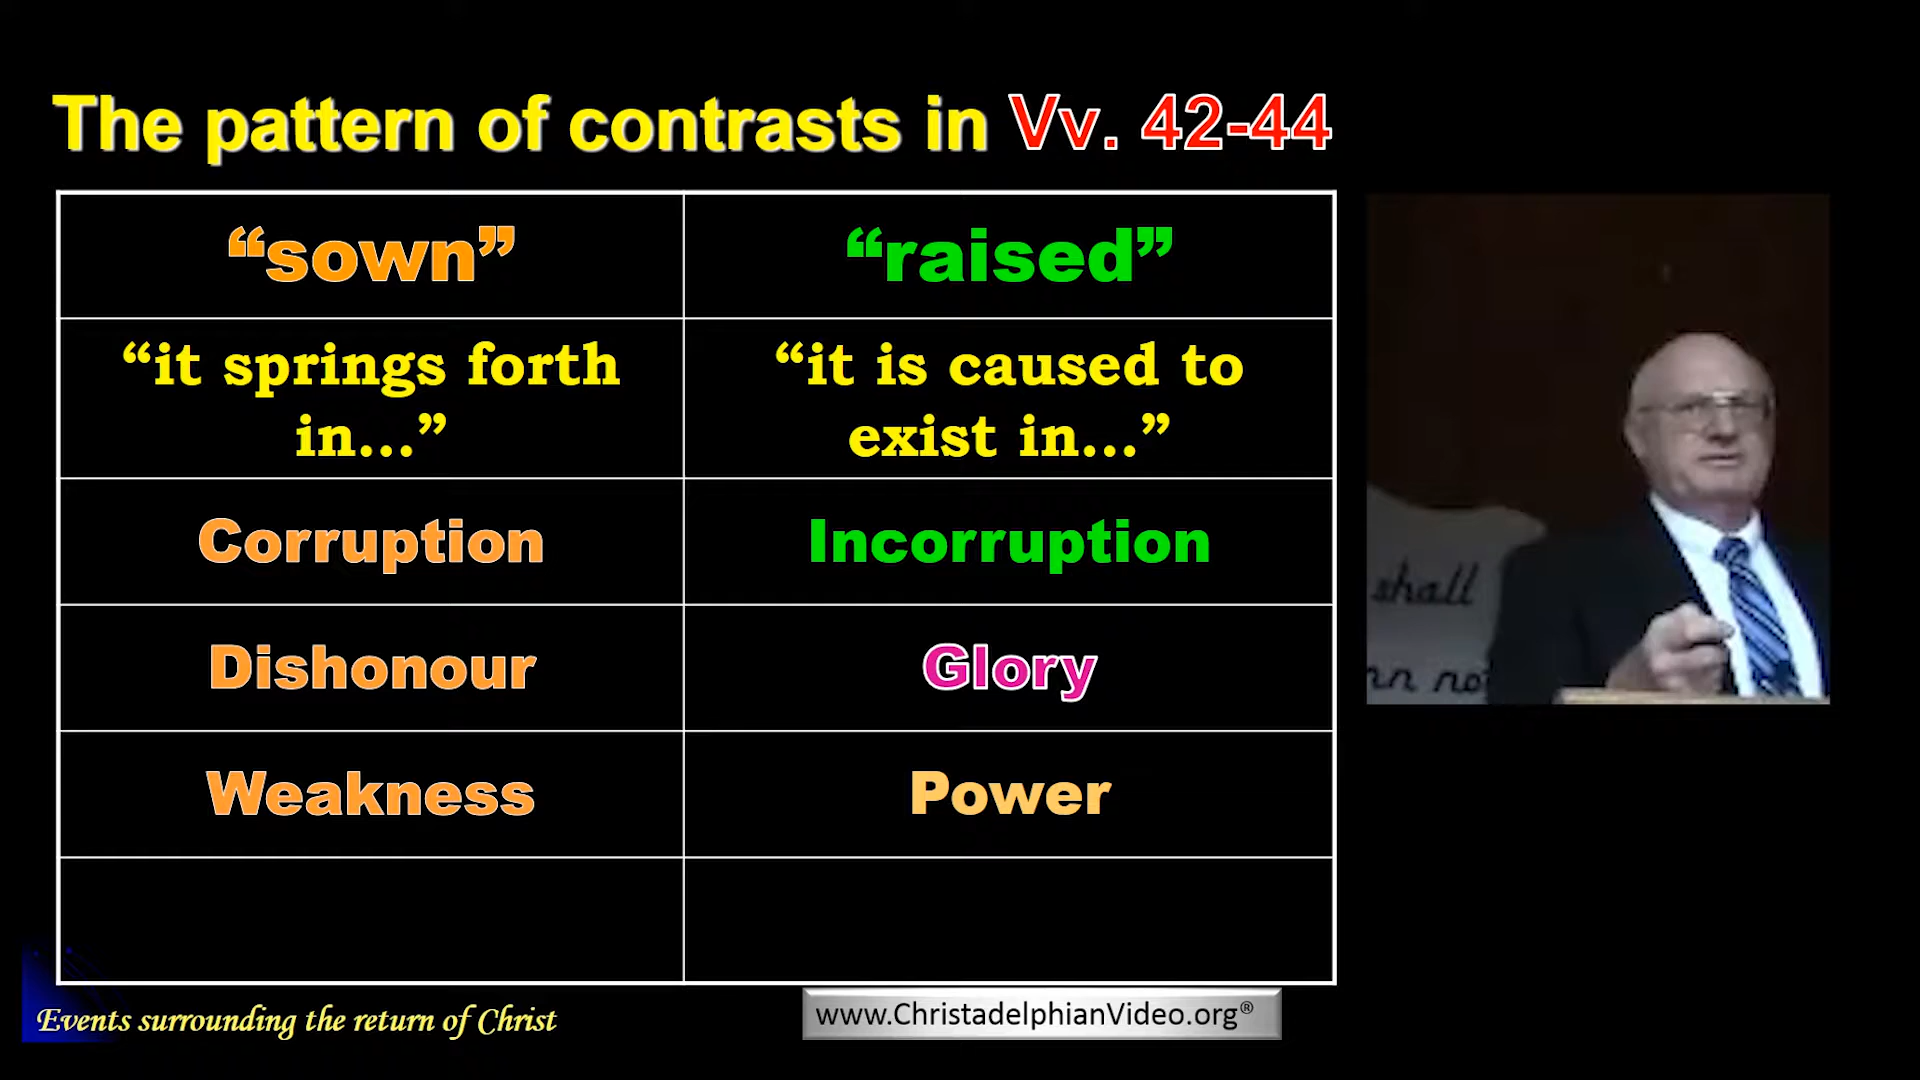 The pattern of contrasts in Vv. 42-44
“sown”
“raised”
“it springs forth
in...”
“it is caused to
exist in...”
Corruption
Incorruption
Dishonour
Glory
Weakness
Power
shall
not
Events surrounding the return of Christ
www.ChristadelphianVideo.org®